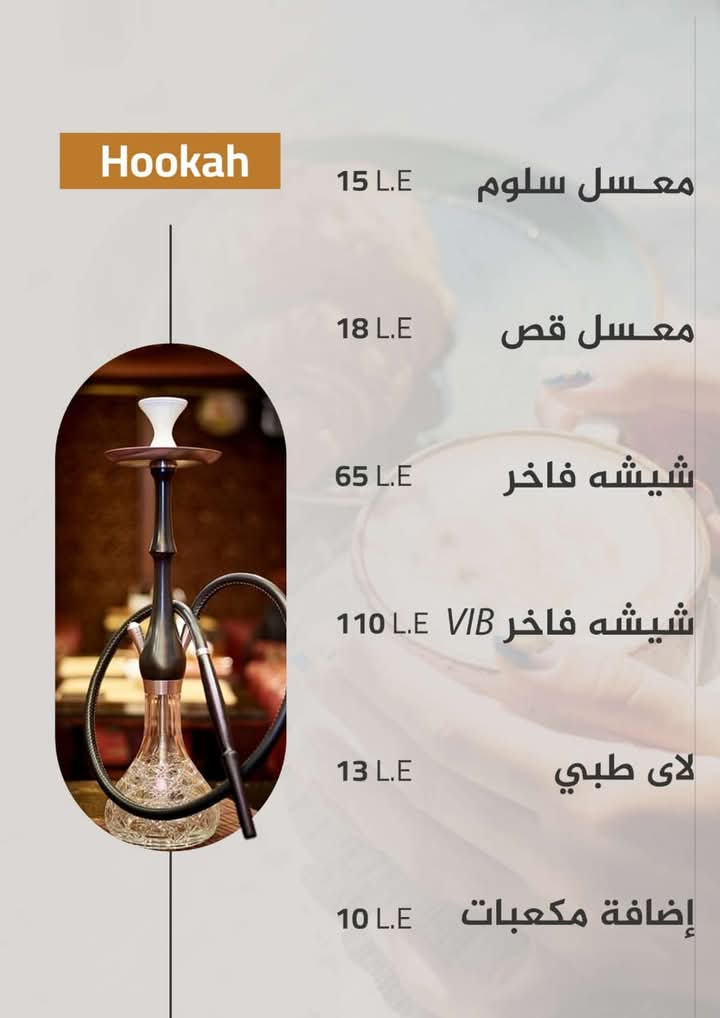 Hookah
معسل سلوم 15 L.E
معسل قص 18 L.E
شيشه فاخر 65 L.E
شيشه فاخر VIB 110 L.E
لاى طبي 13 L.E
إضافة مكعبات 10 L.E